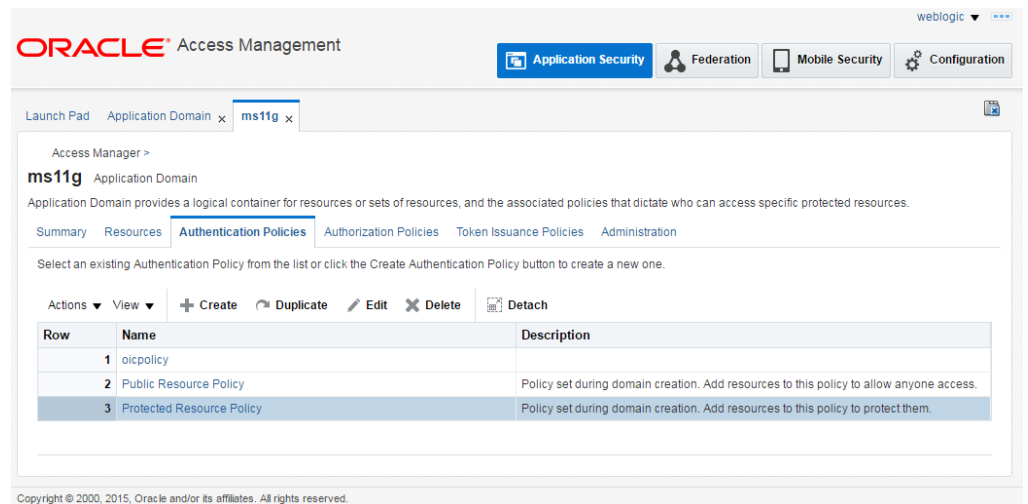 weblogic
ORACLE Access Management
Application Security Federation Mobile Security Configuration
Launch Pad Application Domain x ms11g x
Access Manager >
ms11g Application Domain
Application Domain provides a logical container for resources or sets of resources, and the associated policies that dictate who can access specific protected resources.
Summary Resources Authentication Policies Authorization Policies Token Issuance Policies Administration
Select an existing Authentication Policy from the list or click the Create Authentication Policy button to create a new one.
Actions View Create Duplicate Edit Delete Detach
Row Name Description
1 oicpolicy
2 Public Resource Policy Policy set during domain creation. Add resources to this policy to allow anyone access.
3 Protected Resource Policy Policy set during domain creation. Add resources to this policy to protect them.
Copyright © 2000, 2015, Oracle and/or its affiliates. All rights reserved.